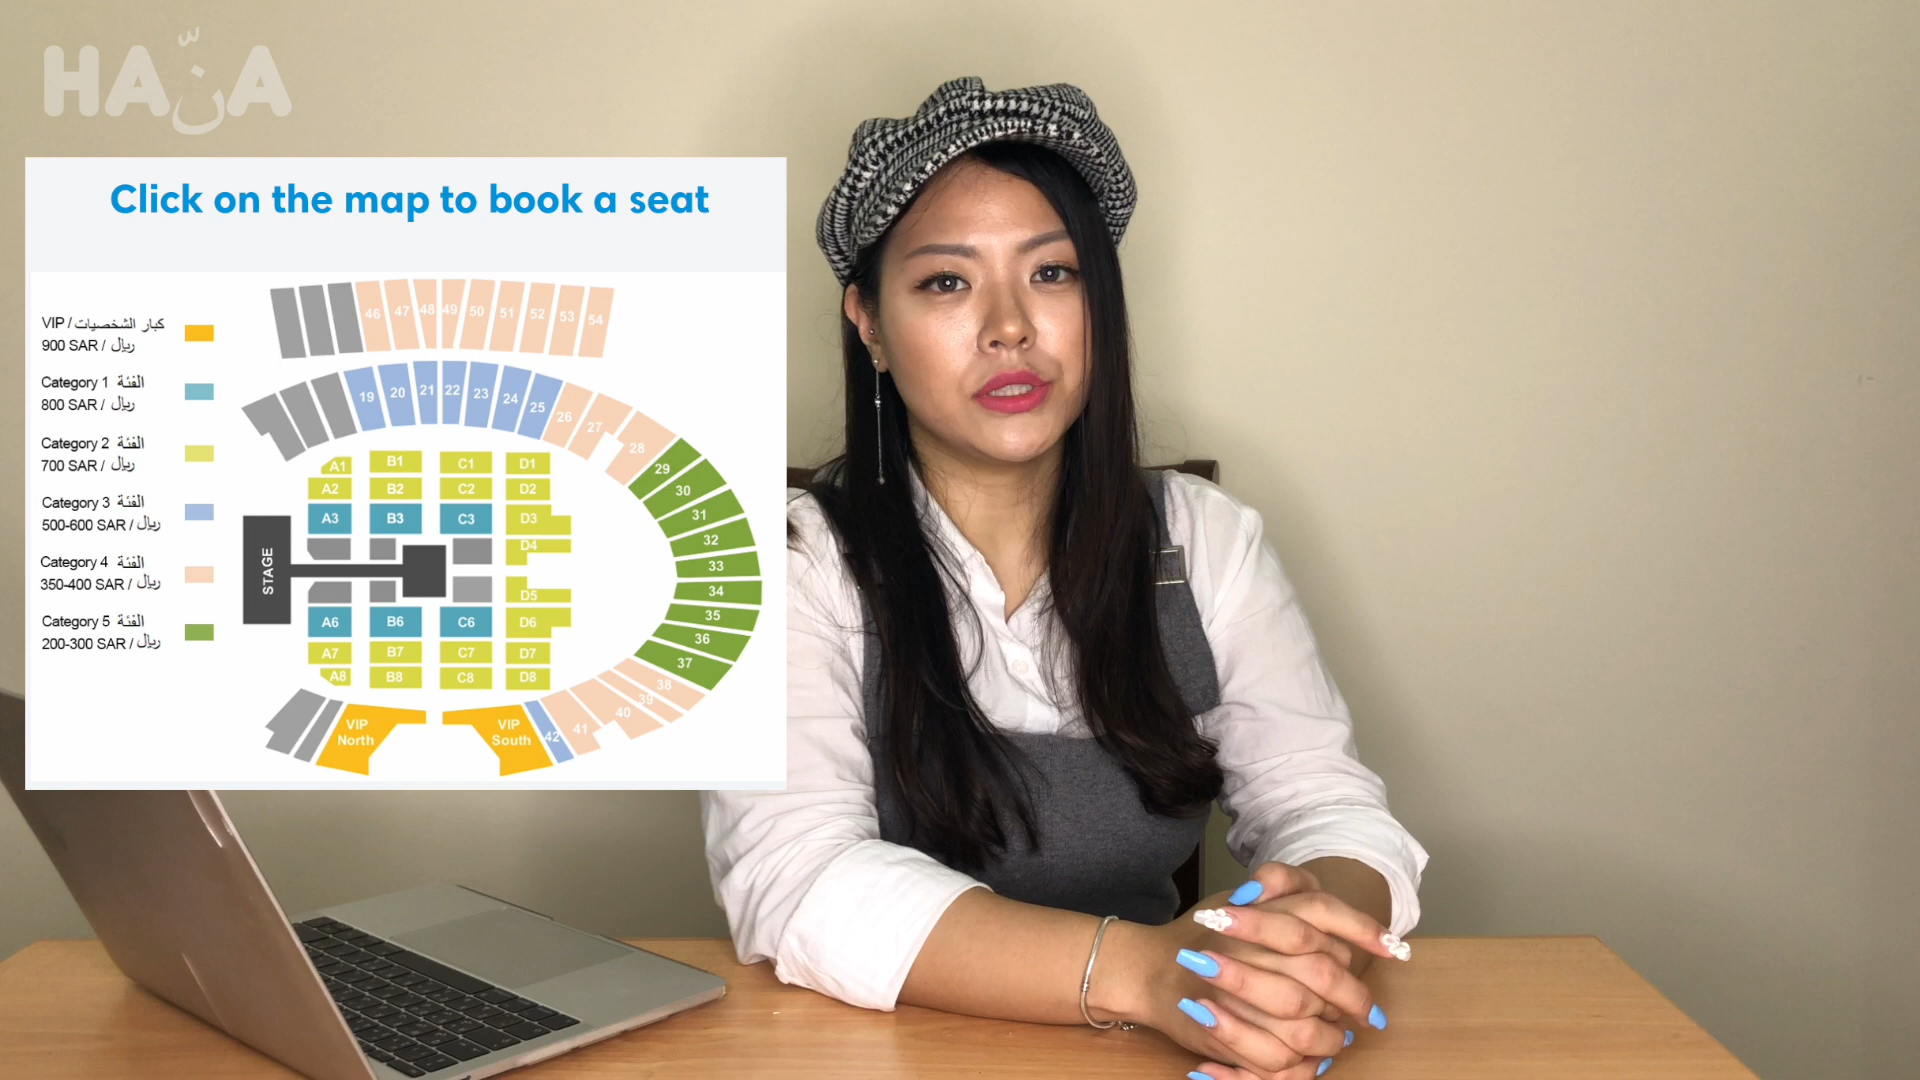 HAنّA
Click on the map to book a seat
VIP / كبار الشخصيات
900 SAR / ريال
Category 1 الفئة
800 SAR / ريال
Category 2 الفئة
700 SAR / ريال
Category 3 الفئة
500-600 SAR / ريال
Category 4 الفئة
350-400 SAR / ريال
Category 5 الفئة
200-300 SAR / ريال
46 47 48 49 50 51 52 53 54
19 20 21 22 23 24 25 26 27 28
29
30
31
32
33
34
35
36
37
38
39
40
41
42
A1 B1 C1 D1
A2 B2 C2 D2
A3 B3 C3 D3
D4
STAGE
D5
A6 B6 C6 D6
A7 B7 C7 D7
A8 B8 C8 D8
VIP
North
VIP
South